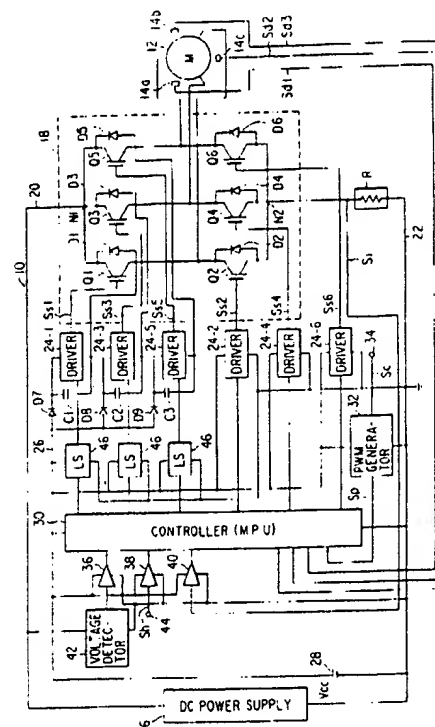 14b
12
14c
14a
M
Sd2
Sd3
Sd1
18
20
10
D5
Q5
D6
Q6
D3
N1
D1
Q3
D4
Q4
N2
D2
Q1
Q2
R
22
Si
Ss1
Ss3
Ss5
Ss2
Ss4
Ss6
24-1
DRIVER
24-3
DRIVER
24-5
DRIVER
24-2
DRIVER
24-4
DRIVER
24-6
DRIVER
34
Sc
D7
C1
D8
C2
D9
C3
26
LS
46
LS
46
LS
46
32
PWM GENERA-
TOR
Sp
30
CONTROLLER (MPU)
36
38
40
Sh
44
42
VOLTAGE
DETEC-
TOR
28
Vcc
DC POWER SUPPLY